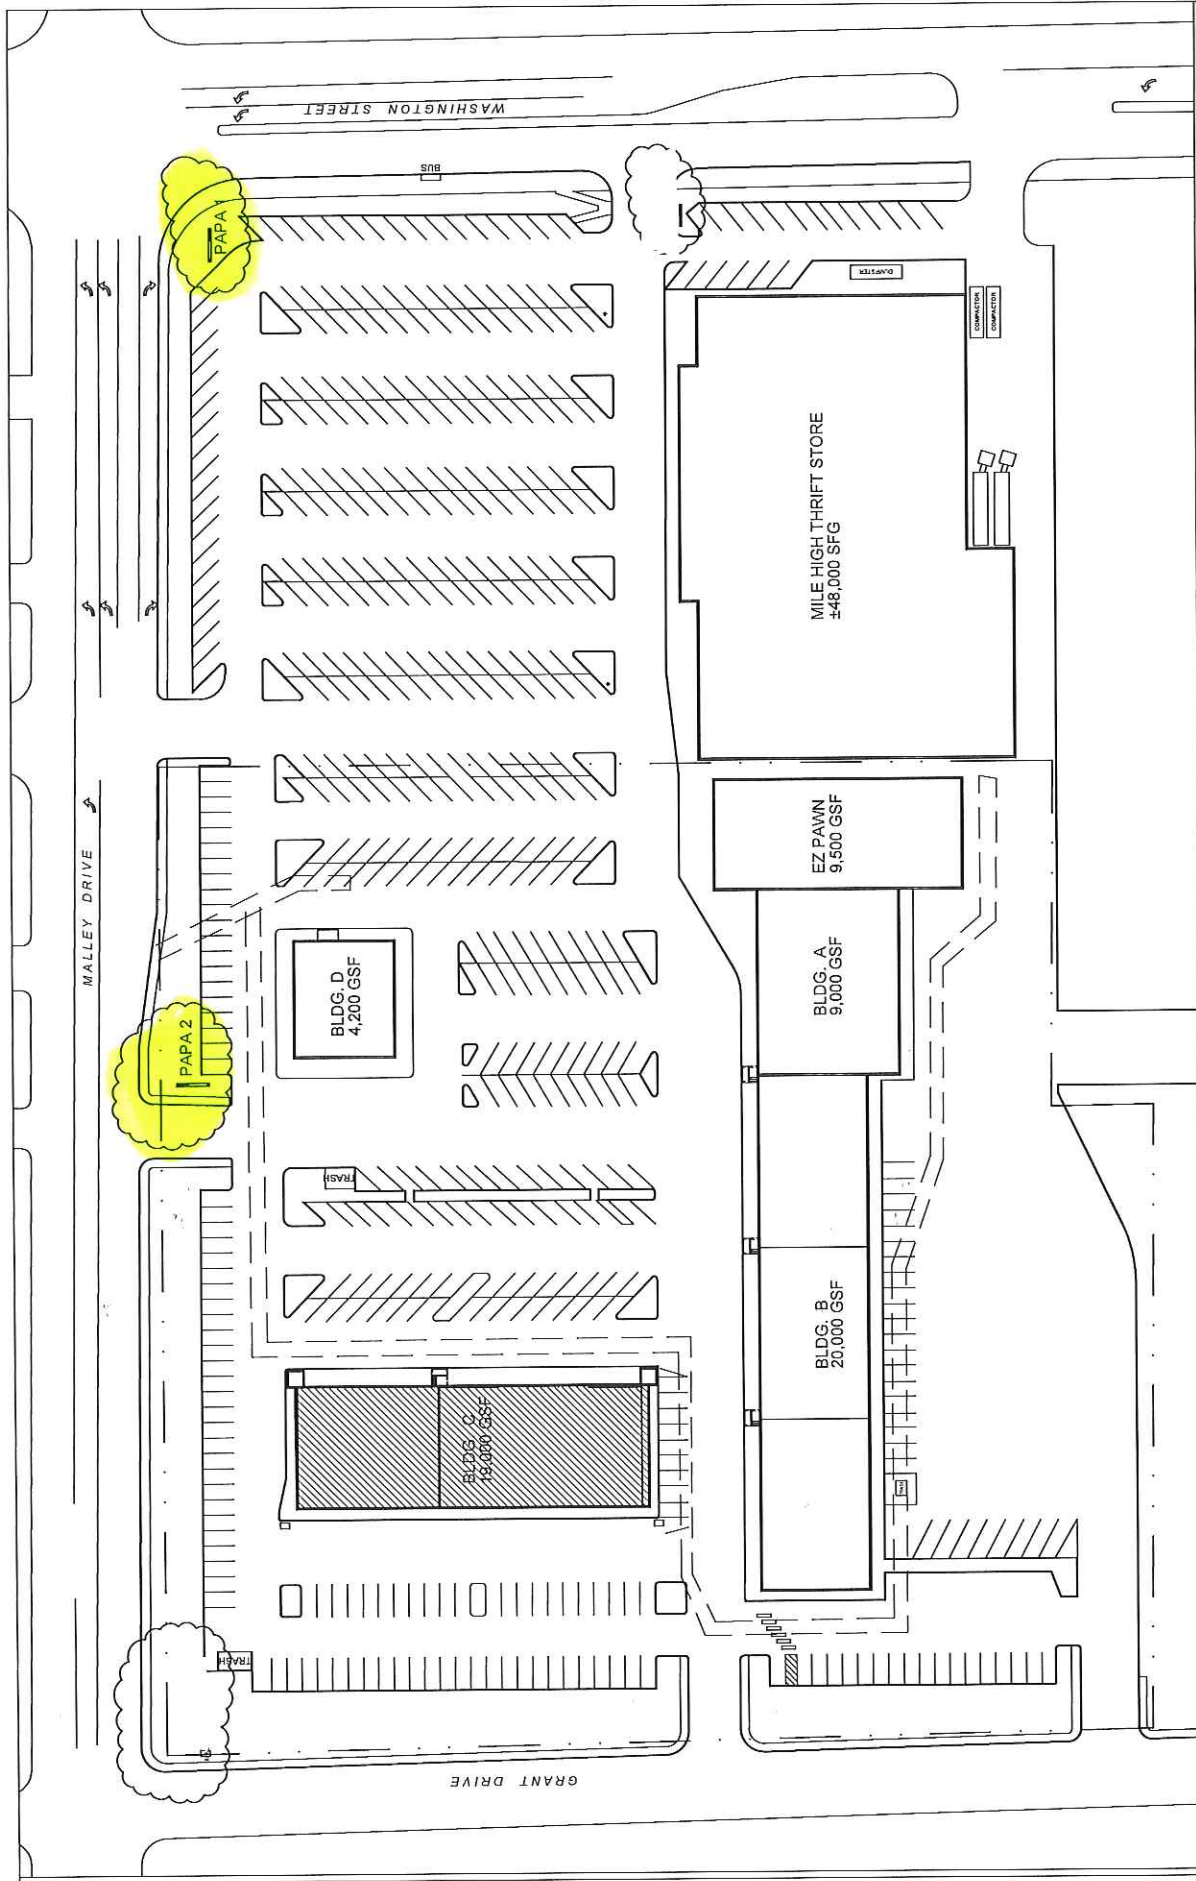 WASHINGTON STREET
BUS
PAPA 1
DUMPSTER
COMPACTOR
COMPACTOR
MILE HIGH THRIFT STORE
±48,000 SFG
MALLEY DRIVE
EZ PAWN
9,500 GSF
BLDG. A
9,000 GSF
BLDG. D
4,200 GSF
PAPA 2
TRASH
BLDG. B
20,000 GSF
BLDG. C
19,000 GSF
TRASH
TRASH
GRANT DRIVE